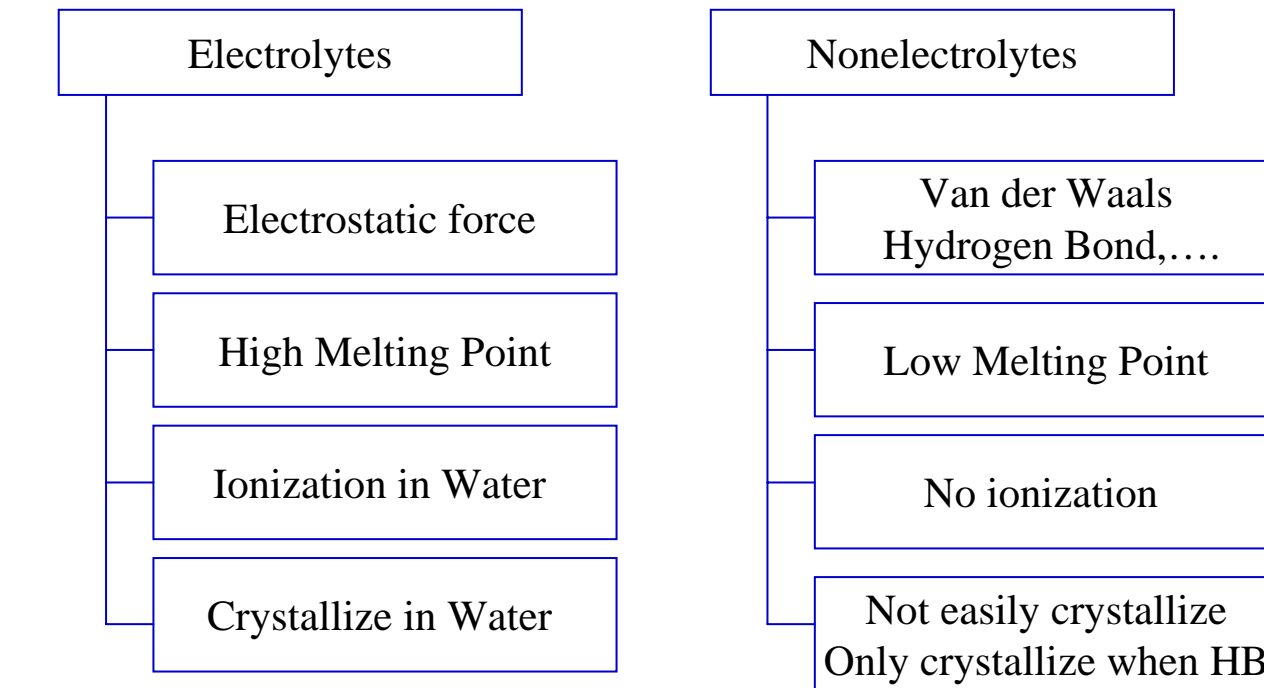 Electrolytes
Electrostatic force
High Melting Point
Ionization in Water
Crystallize in Water
Nonelectrolytes
Van der Waals
Hydrogen Bond,….
Low Melting Point
No ionization
Not easily crystallize
Only crystallize when HB